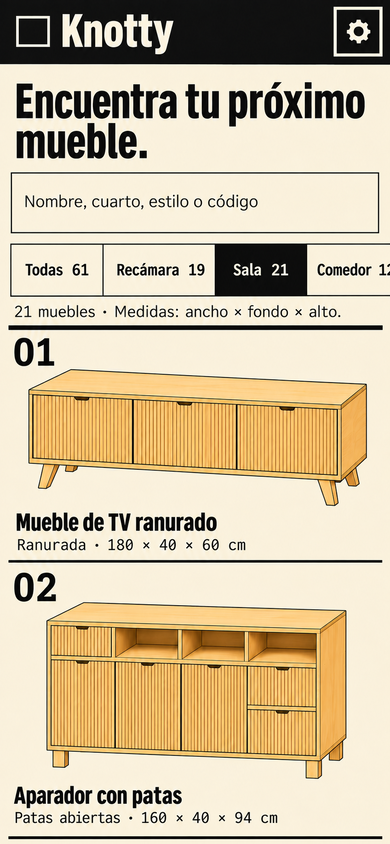 Knotty
Encuentra tu próximo
mueble.
Nombre, cuarto, estilo o código
Todas 61 Recámara 19 Sala 21 Comedor 12
21 muebles · Medidas: ancho × fondo × alto.
01
Mueble de TV ranurado
Ranurada · 180 × 40 × 60 cm
02
Aparador con patas
Patas abiertas · 160 × 40 × 94 cm